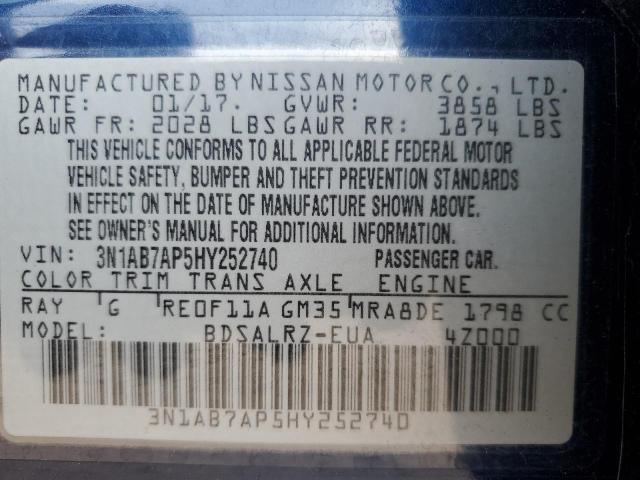 MANUFACTURED BY NISSAN MOTOR CO., LTD.
DATE: 01/17. GVWR: 3858 LBS
GAWR FR: 2028 LBS GAWR RR: 1874 LBS
THIS VEHICLE CONFORMS TO ALL APPLICABLE FEDERAL MOTOR
VEHICLE SAFETY, BUMPER AND THEFT PREVENTION STANDARDS
IN EFFECT ON THE DATE OF MANUFACTURE SHOWN ABOVE.
SEE OWNER'S MANUAL FOR ADDITIONAL INFORMATION.
VIN: 3N1AB7AP5HY252740 PASSENGER CAR.
COLOR TRIM TRANS AXLE ENGINE
RAY G RE0F11A GM35 MRA8DE 1798 CC
MODEL: BDSALRZ-EUA 4Z000
3N1AB7AP5HY252740